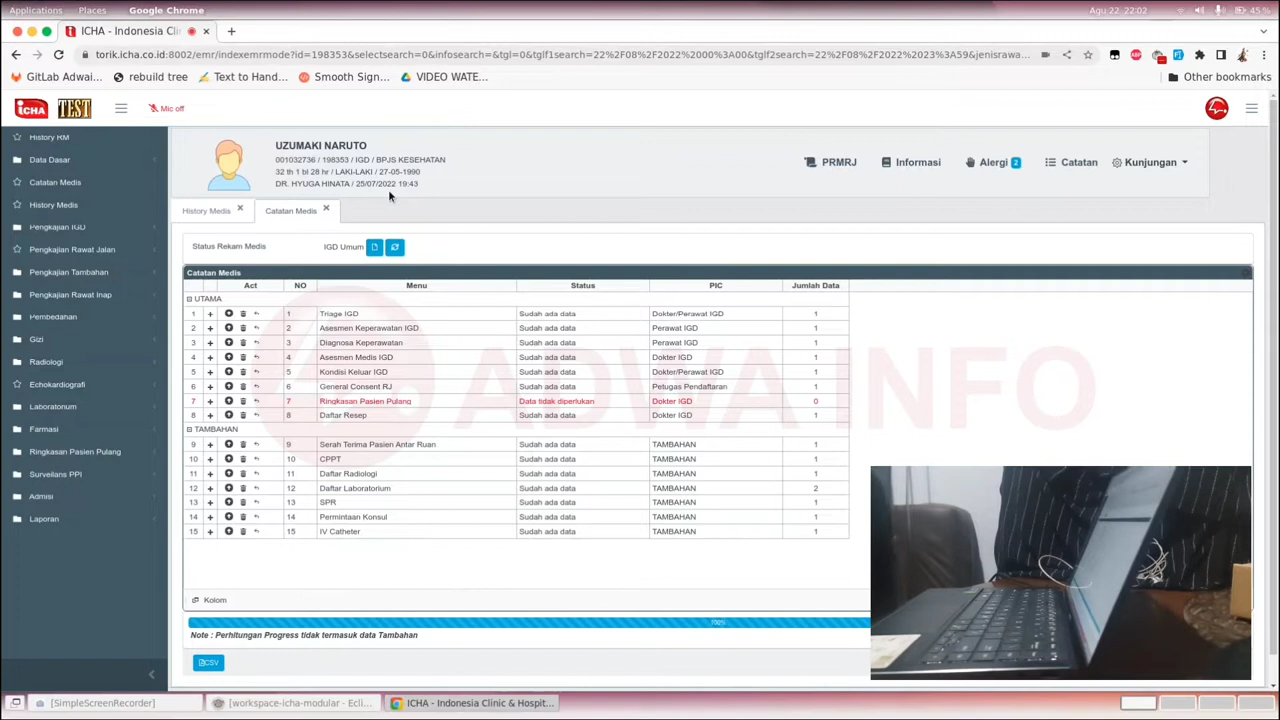 Applications Places Google Chrome Agu 22, 22:02 45 %
ICHA - Indonesia Clini
torik.icha.co.id:8002/emr/indexemrmode?id=198353&selectsearch=0&infosearch=&tgl=0&tglf1search=22%2F08%2F2022%2000%3A00&tglf2search=22%2F08%2F2022%2023%3A59&jenisrawa...
GitLab Adwai... rebuild tree Text to Hand... Smooth Sign... VIDEO WATE... Other bookmarks
iCHA TEST Mic off
History RM
Data Dasar
Catatan Medis
History Medis
Pengkajian IGD
Pengkajian Rawat Jalan
Pengkajian Tambahan
Pengkajian Rawat Inap
Pembedahan
Gizi
Radiologi
Echokardiografi
Laboratorium
Farmasi
Ringkasan Pasien Pulang
Surveilans PPI
Admisi
Laporan
UZUMAKI NARUTO
001032736 / 198353 / IGD / BPJS KESEHATAN
32 th 1 bl 28 hr / LAKI-LAKI / 27-05-1990
DR. HYUGA HINATA / 25/07/2022 19:43
PRMRJ Informasi Alergi 2 Catatan Kunjungan
History Medis Catatan Medis
Status Rekam Medis IGD Umum
Catatan Medis
Act NO Menu Status PIC Jumlah Data
UTAMA
1 1 Triage IGD Sudah ada data Dokter/Perawat IGD 1
2 2 Asesmen Keperawatan IGD Sudah ada data Perawat IGD 1
3 3 Diagnosa Keperawatan Sudah ada data Perawat IGD 1
4 4 Asesmen Medis IGD Sudah ada data Dokter IGD 1
5 5 Kondisi Keluar IGD Sudah ada data Dokter/Perawat IGD 1
6 6 General Consent RJ Sudah ada data Petugas Pendaftaran 1
7 7 Ringkasan Pasien Pulang Data tidak diperlukan Dokter IGD 0
8 8 Daftar Resep Sudah ada data Dokter IGD 1
TAMBAHAN
9 9 Serah Terima Pasien Antar Ruan Sudah ada data TAMBAHAN 1
10 10 CPPT Sudah ada data TAMBAHAN 1
11 11 Daftar Radiologi Sudah ada data TAMBAHAN 1
12 12 Daftar Laboratorium Sudah ada data TAMBAHAN 2
13 13 SPR Sudah ada data TAMBAHAN 1
14 14 Permintaan Konsul Sudah ada data TAMBAHAN 1
15 15 IV Catheter Sudah ada data TAMBAHAN 1
ADWA INFO
Kolom
100%
Note : Perhitungan Progress tidak termasuk data Tambahan
CSV
[SimpleScreenRecorder] [workspace-icha-modular - Ecli... ICHA - Indonesia Clinic & Hospit...